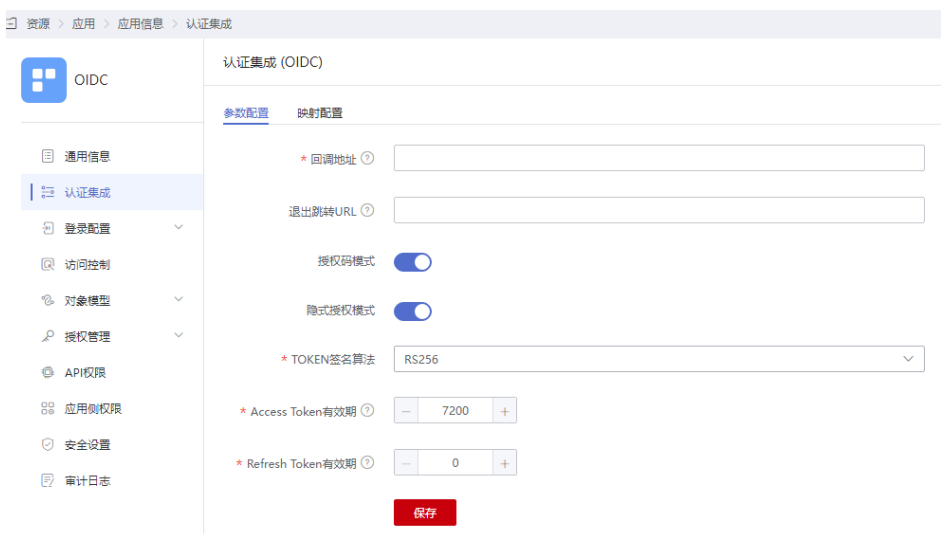 资源 > 应用 > 应用信息 > 认证集成
OIDC
通用信息
认证集成
登录配置
访问控制
对象模型
授权管理
API权限
应用侧权限
安全设置
审计日志
认证集成 (OIDC)
参数配置 映射配置
* 回调地址 ?
退出跳转URL ?
授权码模式
隐式授权模式
* TOKEN签名算法 RS256
* Access Token有效期 ? − 7200 +
* Refresh Token有效期 ? − 0 +
保存